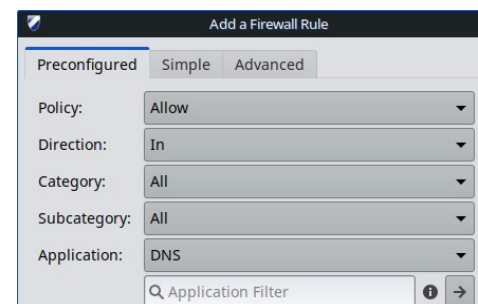 Add a Firewall Rule
Preconfigured Simple Advanced
Policy: Allow
Direction: In
Category: All
Subcategory: All
Application: DNS
Application Filter